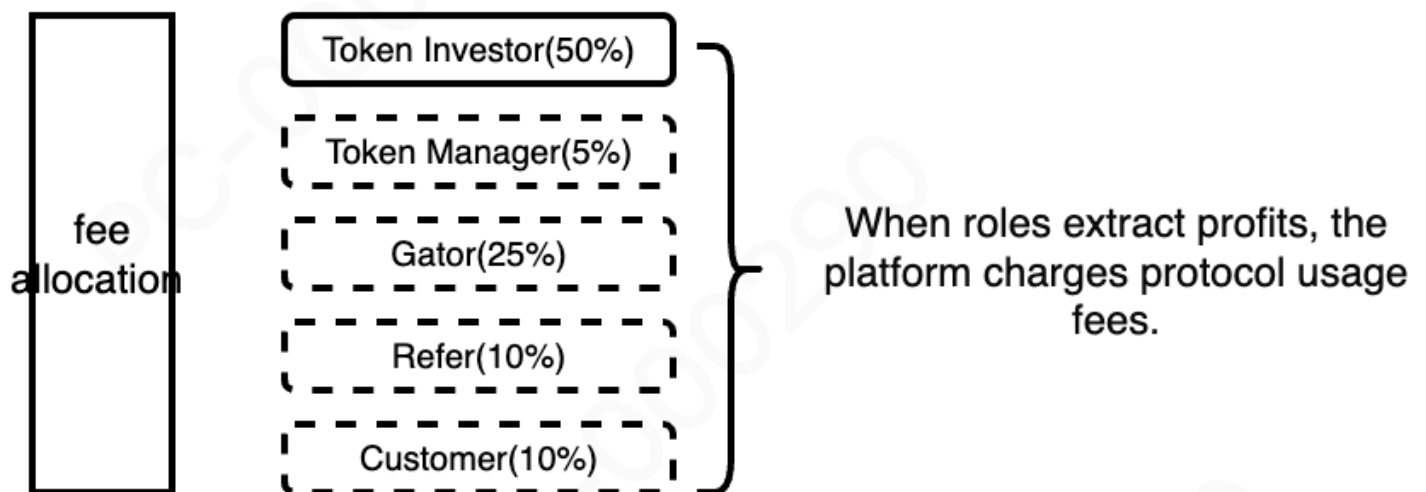 fee
allocation
Token Investor(50%)
Token Manager(5%)
Gator(25%)
Refer(10%)
Customer(10%)
When roles extract profits, the
platform charges protocol usage
fees.